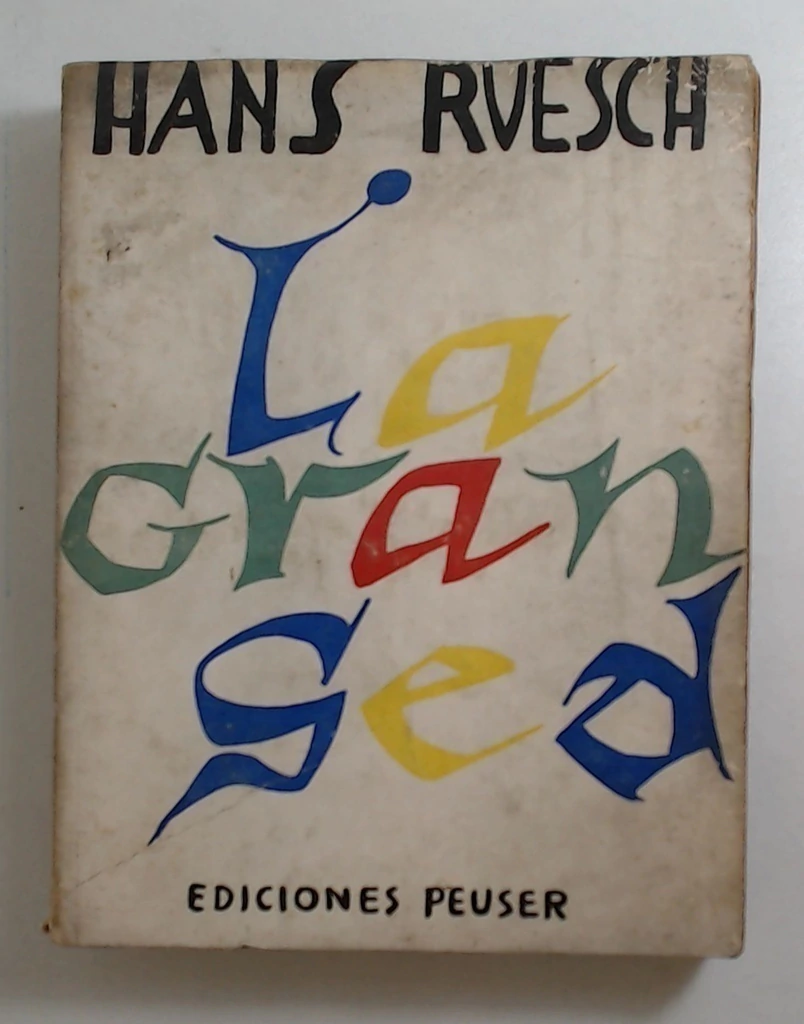 HANS RUESCH
La
Gran
Sed
EDICIONES PEUSER